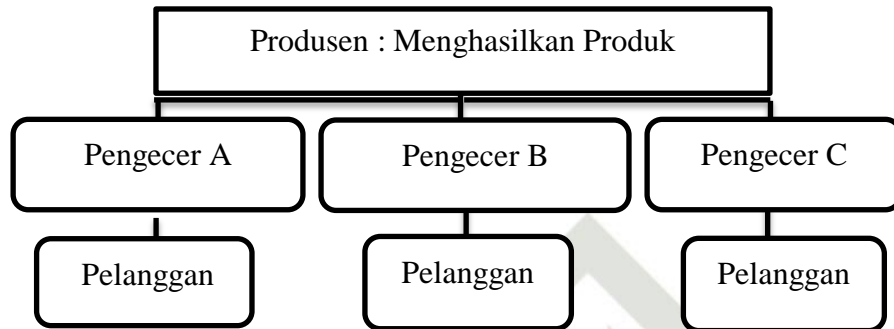 Produsen : Menghasilkan Produk
Pengecer A
Pengecer B
Pengecer C
Pelanggan
Pelanggan
Pelanggan